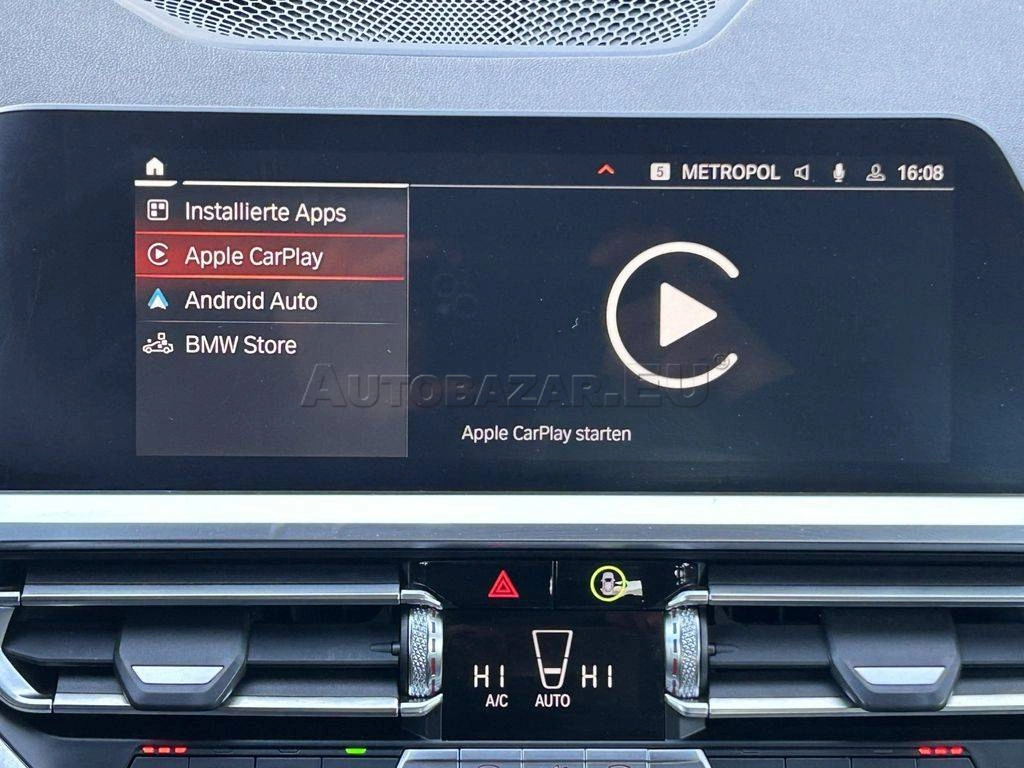 5 METROPOL 16:08
Installierte Apps
Apple CarPlay
Android Auto
BMW Store
AUTOBAZAR.EU®
Apple CarPlay starten
HI HI
A/C AUTO